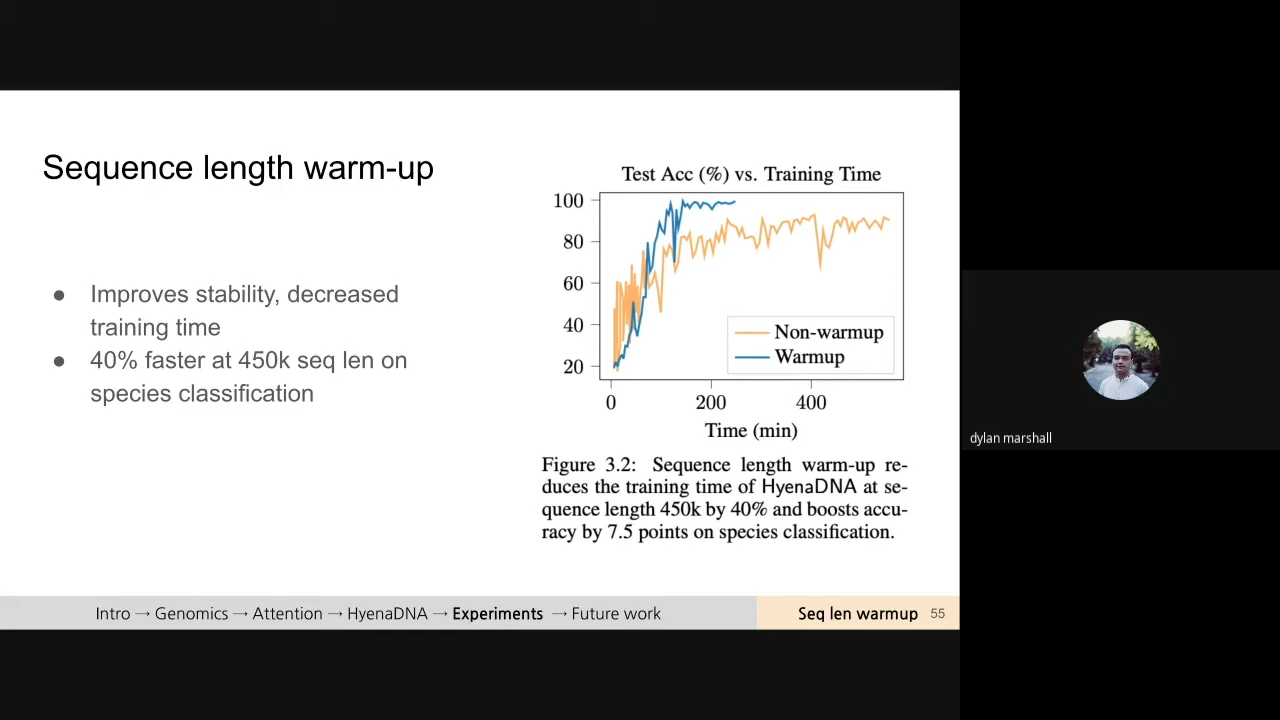 Sequence length warm-up
● Improves stability, decreased
training time
● 40% faster at 450k seq len on
species classification
Test Acc (%) vs. Training Time
100
80
60
40
20
Non-warmup
Warmup
0 200 400
Time (min)
Figure 3.2: Sequence length warm-up re-
duces the training time of HyenaDNA at se-
quence length 450k by 40% and boosts accu-
racy by 7.5 points on species classification.
Intro → Genomics → Attention → HyenaDNA → Experiments → Future work
Seq len warmup 55
dylan marshall